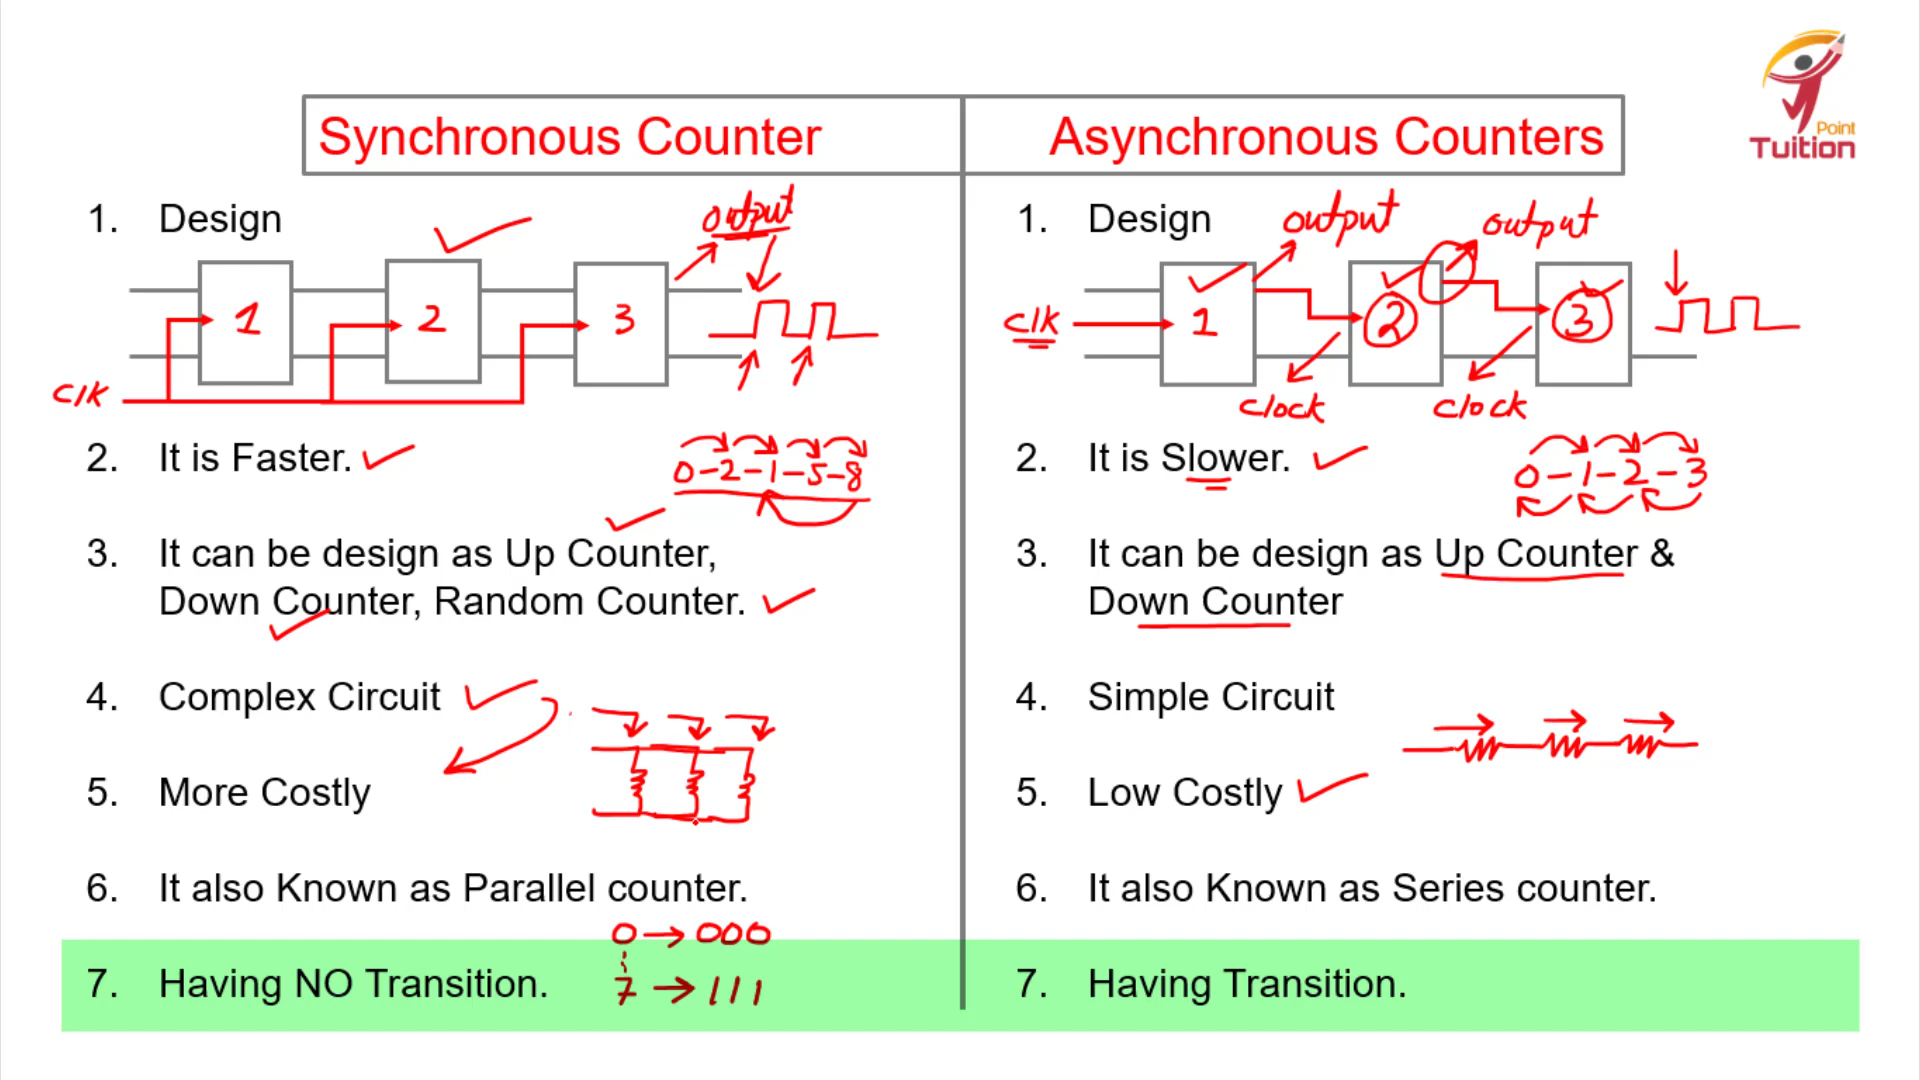 Point
Tuition
Synchronous Counter
Asynchronous Counters
1. Design
output
1
2
3
Clk
2. It is Faster.
0-2-1-5-8
3. It can be design as Up Counter,
Down Counter, Random Counter.
4. Complex Circuit
5. More Costly
6. It also Known as Parallel counter.
0→000
7. Having NO Transition.
7→111
1. Design
output
output
clk
1
2
3
clock
clock
2. It is Slower.
0-1-2-3
3. It can be design as Up Counter &
Down Counter
4. Simple Circuit
5. Low Costly
6. It also Known as Series counter.
7. Having Transition.